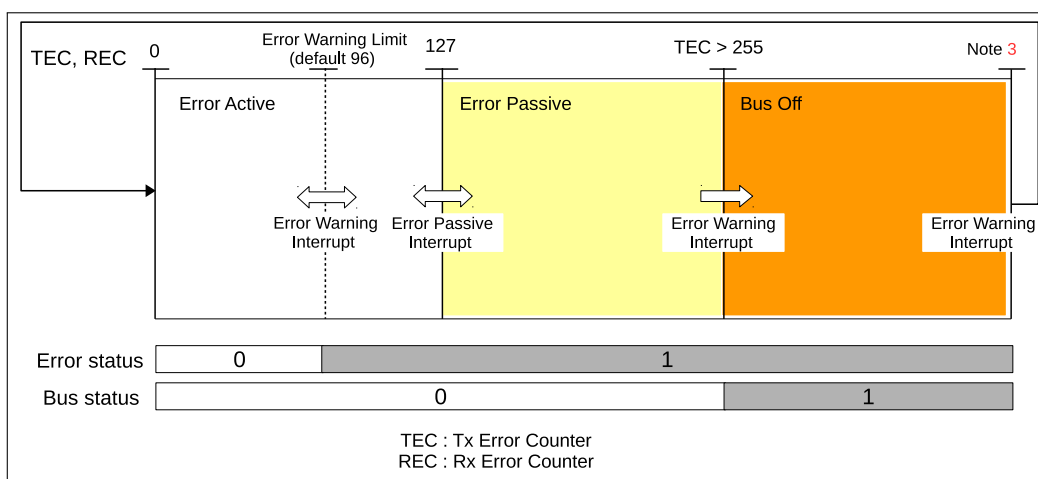 TEC, REC
0
Error Warning Limit
(default 96)
127
TEC > 255
Note 3
Error Active
Error Passive
Bus Off
Error Warning
Interrupt
Error Passive
Interrupt
Error Warning
Interrupt
Error Warning
Interrupt
Error status
0
1
Bus status
0
1
TEC : Tx Error Counter
REC : Rx Error Counter